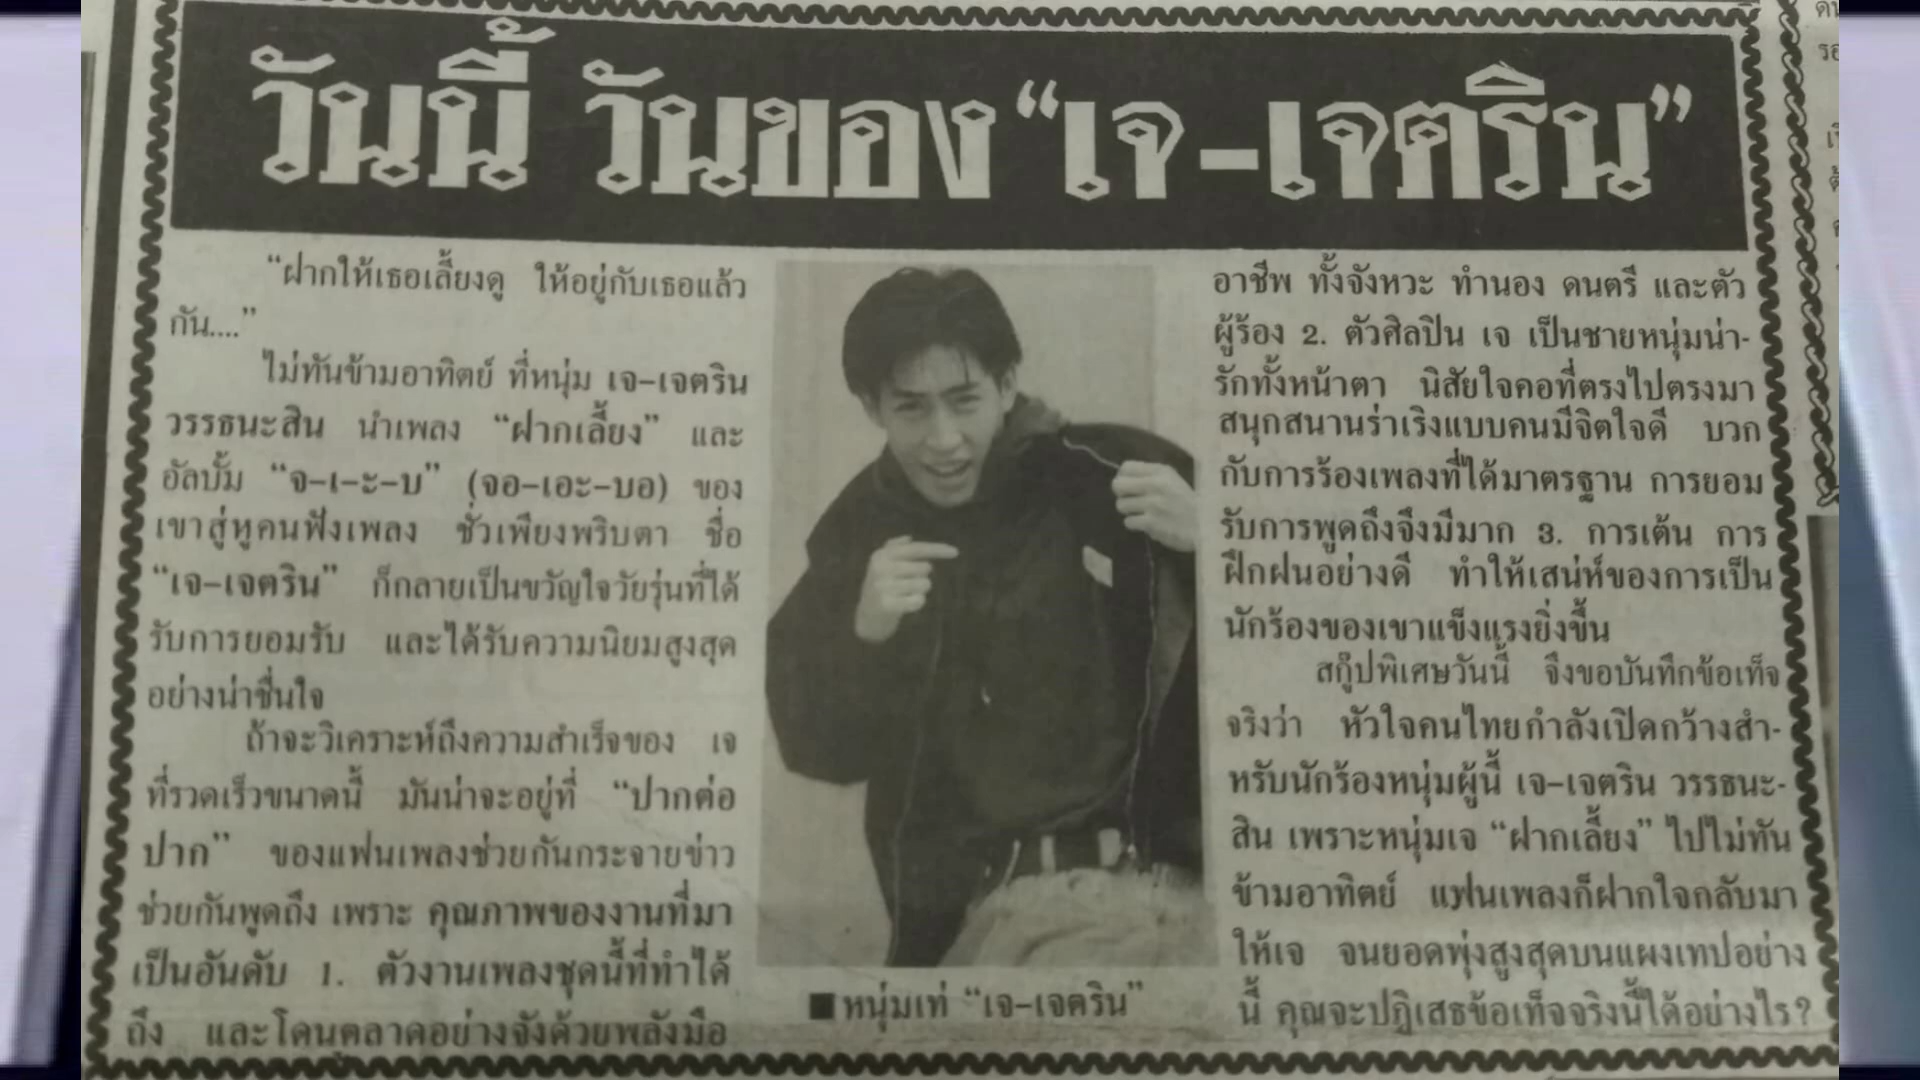 วันนี้ วันของ “เจ-เจตริน”
“ฝากให้เธอเลี้ยงดู ให้อยู่กับเธอแล้ว
กัน....”
ไม่ทันข้ามอาทิตย์ ที่หนุ่ม เจ-เจตริน
วรรธนะสิน นำเพลง “ฝากเลี้ยง” และ
อัลบั้ม “จ-เ-ะ-บ” (จอ-เอะ-บอ) ของ
เขาสู่หูคนฟังเพลง ชั่วเพียงพริบตา ชื่อ
“เจ-เจตริน” ก็กลายเป็นขวัญใจวัยรุ่นที่ได้
รับการยอมรับ และได้รับความนิยมสูงสุด
อย่างน่าชื่นใจ
ถ้าจะวิเคราะห์ถึงความสำเร็จของ เจ
ที่รวดเร็วขนาดนี้ มันน่าจะอยู่ที่ “ปากต่อ
ปาก” ของแฟนเพลงช่วยกันกระจายข่าว
ช่วยกันพูดถึง เพราะ คุณภาพของงานที่มา
เป็นอันดับ 1. ตัวงานเพลงชุดนี้ที่ทำได้
ถึง และโดนตลาดอย่างจังด้วยพลังมือ
■ หนุ่มเท่ “เจ-เจตริน”
อาชีพ ทั้งจังหวะ ทำนอง ดนตรี และตัว
ผู้ร้อง 2. ตัวศิลปิน เจ เป็นชายหนุ่มน่า-
รักทั้งหน้าตา นิสัยใจคอที่ตรงไปตรงมา
สนุกสนานร่าเริงแบบคนมีจิตใจดี บวก
กับการร้องเพลงที่ได้มาตรฐาน การยอม
รับการพูดถึงจึงมีมาก 3. การเต้น การ
ฝึกฝนอย่างดี ทำให้เสน่ห์ของการเป็น
นักร้องของเขาแข็งแรงยิ่งขึ้น
สกู๊ปพิเศษวันนี้ จึงขอบันทึกข้อเท็จ
จริงว่า หัวใจคนไทยกำลังเปิดกว้างสำ-
หรับนักร้องหนุ่มผู้นี้ เจ-เจตริน วรรธนะ-
สิน เพราะหนุ่มเจ “ฝากเลี้ยง” ไปไม่ทัน
ข้ามอาทิตย์ แฟนเพลงก็ฝากใจกลับมา
ให้เจ จนยอดพุ่งสูงสุดบนแผงเทปอย่าง
นี้ คุณจะปฏิเสธข้อเท็จจริงนี้ได้อย่างไร?